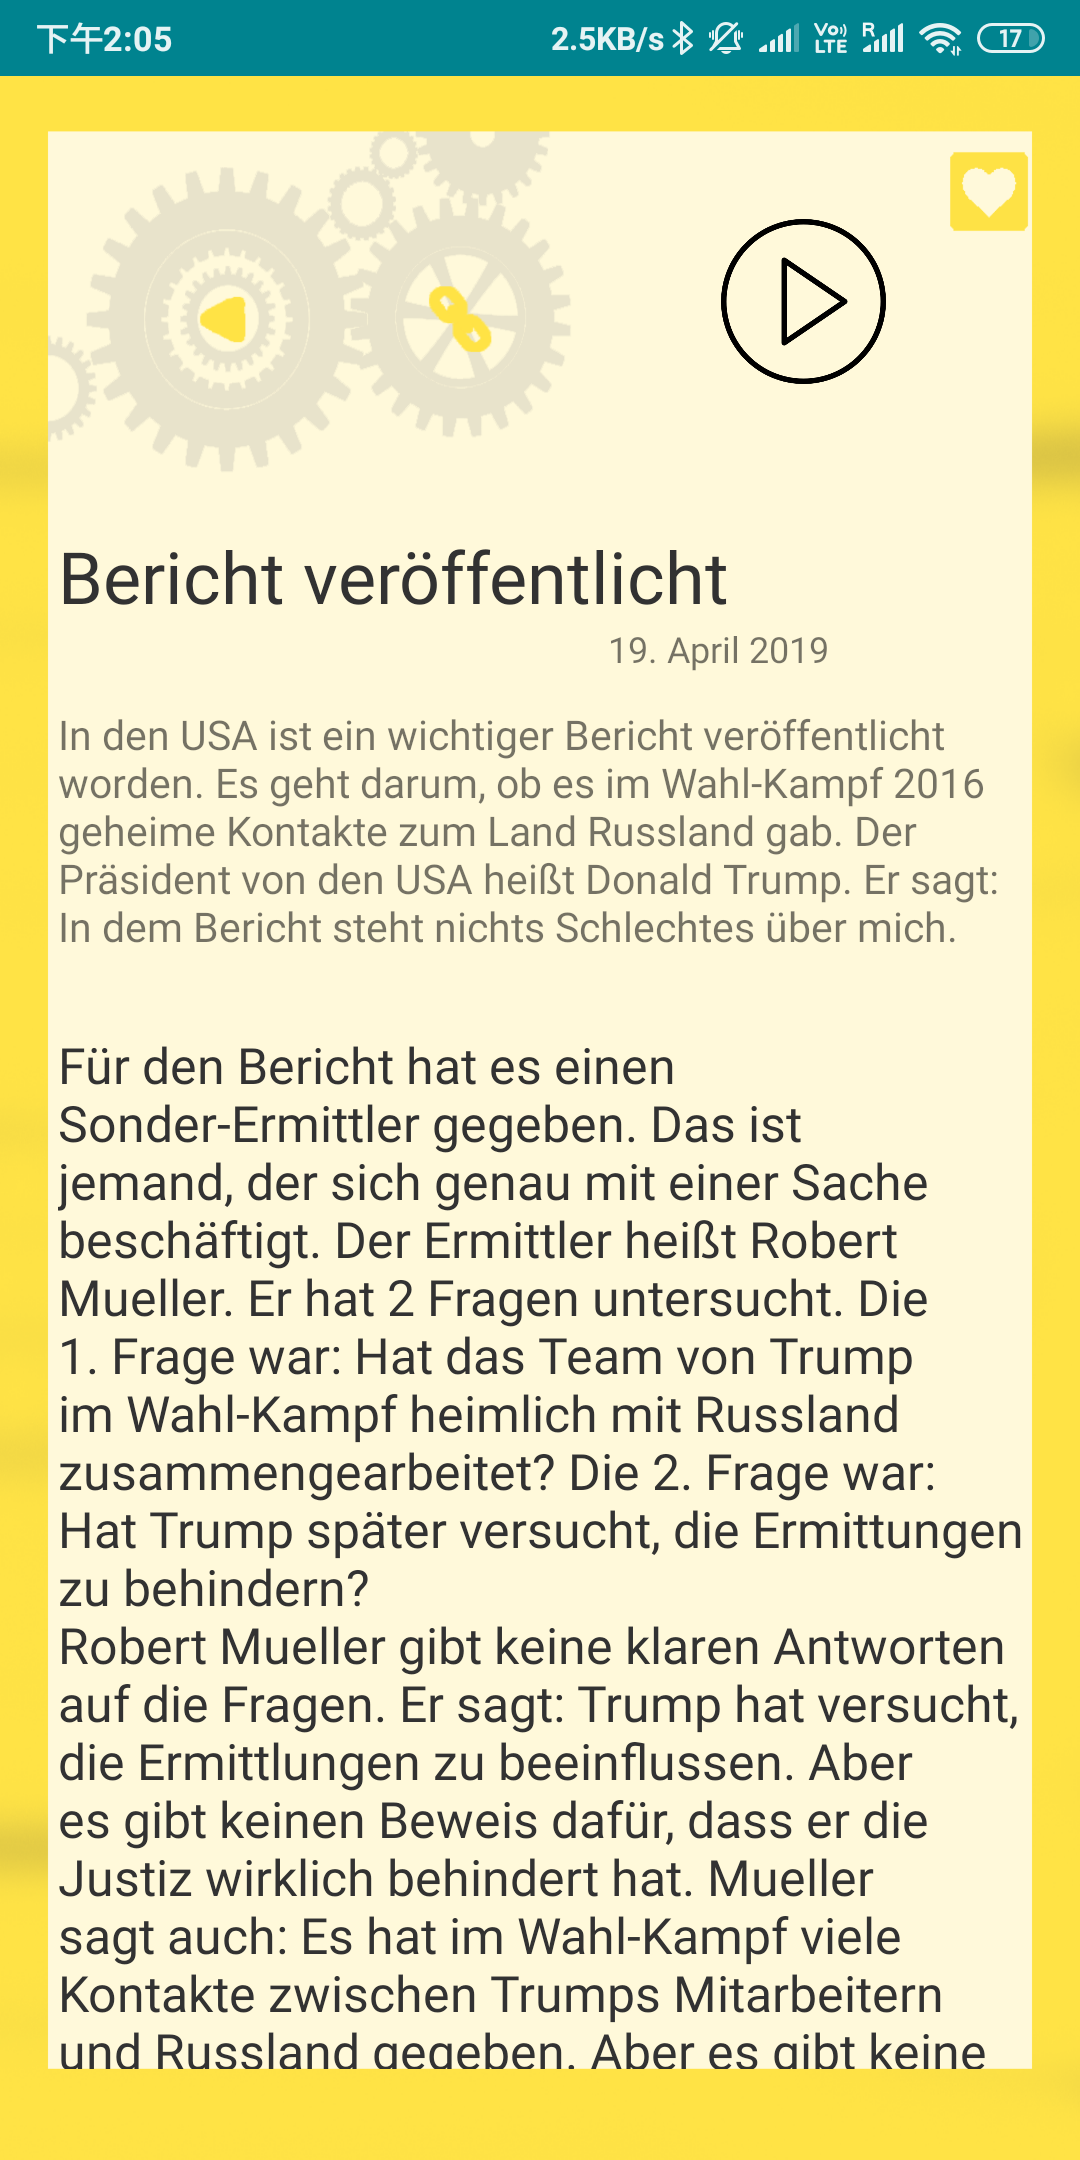 下午2:05
2.5KB/s
Vo))
LTE
R
17
Bericht veröffentlicht
19. April 2019
In den USA ist ein wichtiger Bericht veröffentlicht
worden. Es geht darum, ob es im Wahl-Kampf 2016
geheime Kontakte zum Land Russland gab. Der
Präsident von den USA heißt Donald Trump. Er sagt:
In dem Bericht steht nichts Schlechtes über mich.
Für den Bericht hat es einen
Sonder-Ermittler gegeben. Das ist
jemand, der sich genau mit einer Sache
beschäftigt. Der Ermittler heißt Robert
Mueller. Er hat 2 Fragen untersucht. Die
1. Frage war: Hat das Team von Trump
im Wahl-Kampf heimlich mit Russland
zusammengearbeitet? Die 2. Frage war:
Hat Trump später versucht, die Ermittungen
zu behindern?
Robert Mueller gibt keine klaren Antworten
auf die Fragen. Er sagt: Trump hat versucht,
die Ermittlungen zu beeinflussen. Aber
es gibt keinen Beweis dafür, dass er die
Justiz wirklich behindert hat. Mueller
sagt auch: Es hat im Wahl-Kampf viele
Kontakte zwischen Trumps Mitarbeitern
und Russland gegeben. Aber es gibt keine